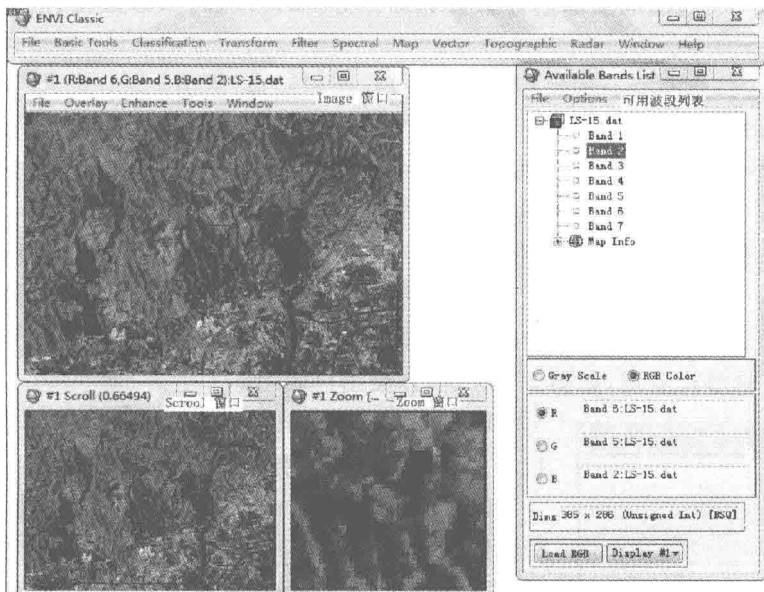 ENVI Classic
File Basic Tools Classification Transform Filter Spectral Map Vector Topographic Radar Window Help
#1 (R:Band 6,G:Band 5,B:Band 2):LS-15.dat
File Overlay Enhance Tools Window Image 窗口
#1 Scroll (0.66494)
Scrool 窗口
#1 Zoom [...
Zoom 窗口
Available Bands List
File Options 可用波段列表
LS-15.dat
Band 1
Band 2
Band 3
Band 4
Band 5
Band 6
Band 7
Map Info
Gray Scale RGB Color
R Band 6:LS-15.dat
G Band 5:LS-15.dat
B Band 2:LS-15.dat
Dims 365 x 286 (Unsigned Int) [BSQ]
Load RGB Display #1